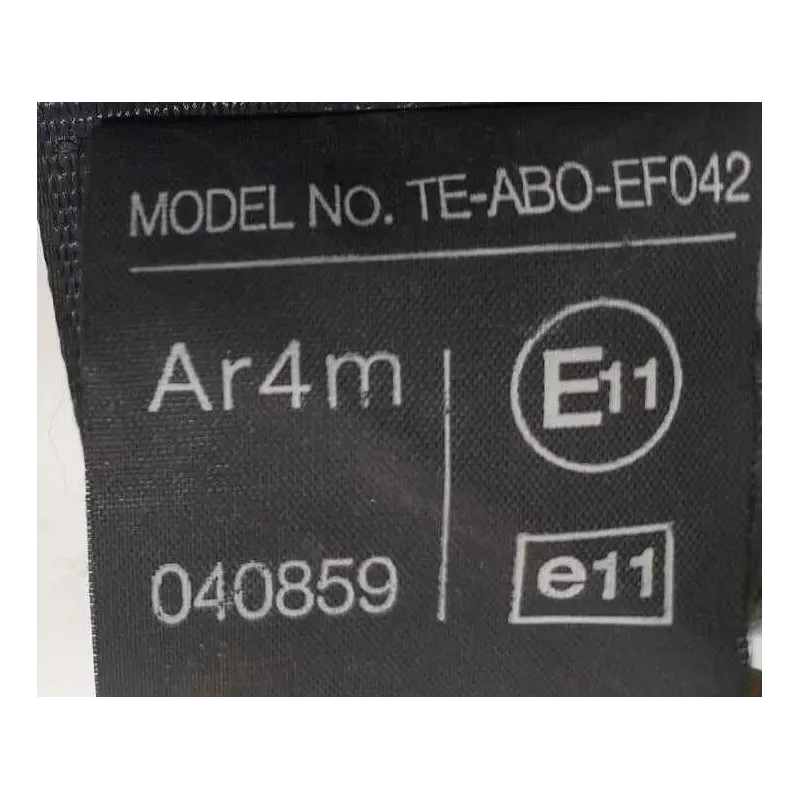 MODEL NO. TE-ABO-EF042
Ar4m
E11
040859
e11